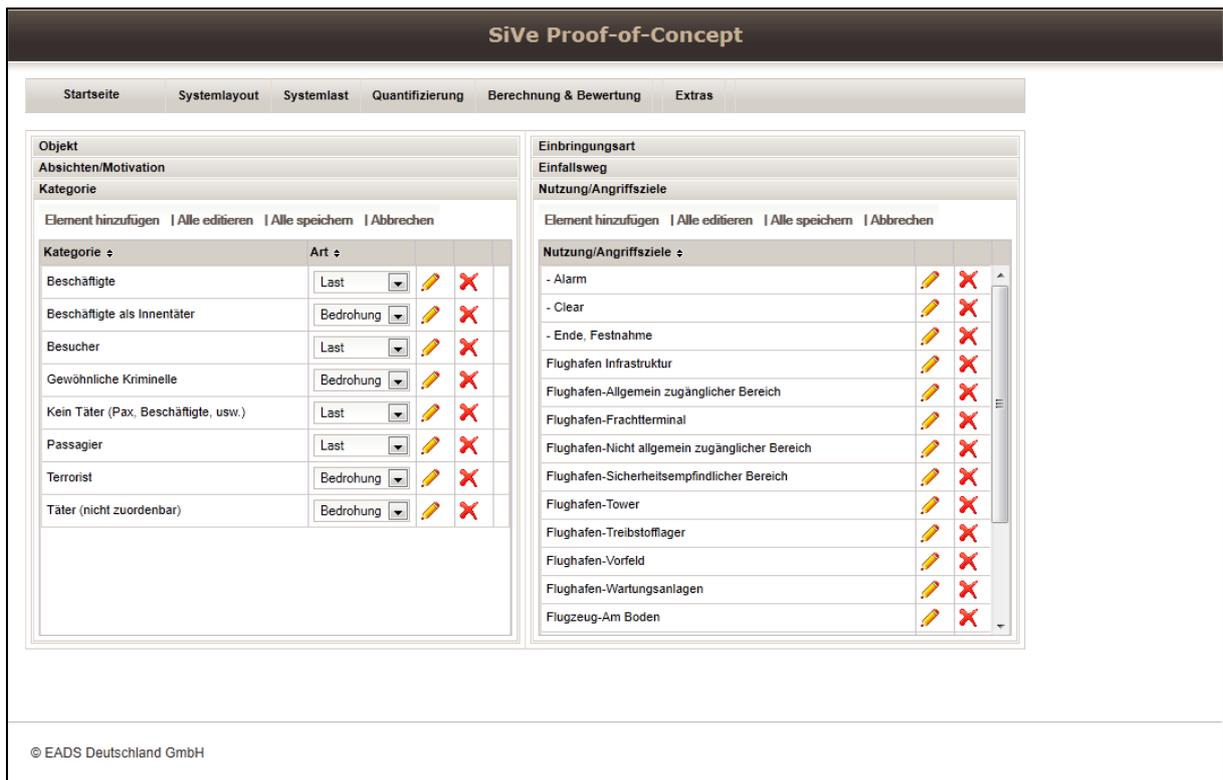 SiVe Proof-of-Concept
Startseite Systemlayout Systemlast Quantifizierung Berechnung & Bewertung Extras
Objekt
Absichten/Motivation
Kategorie
Element hinzufügen | Alle editieren | Alle speichern | Abbrechen
Kategorie Art
Beschäftigte Last
Beschäftigte als Innentäter Bedrohung
Besucher Last
Gewöhnliche Kriminelle Bedrohung
Kein Täter (Pax, Beschäftigte, usw.) Last
Passagier Last
Terrorist Bedrohung
Täter (nicht zuordenbar) Bedrohung
Einbringungsart
Einfallsweg
Nutzung/Angriffsziele
Element hinzufügen | Alle editieren | Alle speichern | Abbrechen
Nutzung/Angriffsziele
- Alarm
- Clear
- Ende, Festnahme
Flughafen Infrastruktur
Flughafen-Allgemein zugänglicher Bereich
Flughafen-Frachtterminal
Flughafen-Nicht allgemein zugänglicher Bereich
Flughafen-Sicherheitsempfindlicher Bereich
Flughafen-Tower
Flughafen-Treibstofflager
Flughafen-Vorfeld
Flughafen-Wartungsanlagen
Flugzeug-Am Boden
© EADS Deutschland GmbH